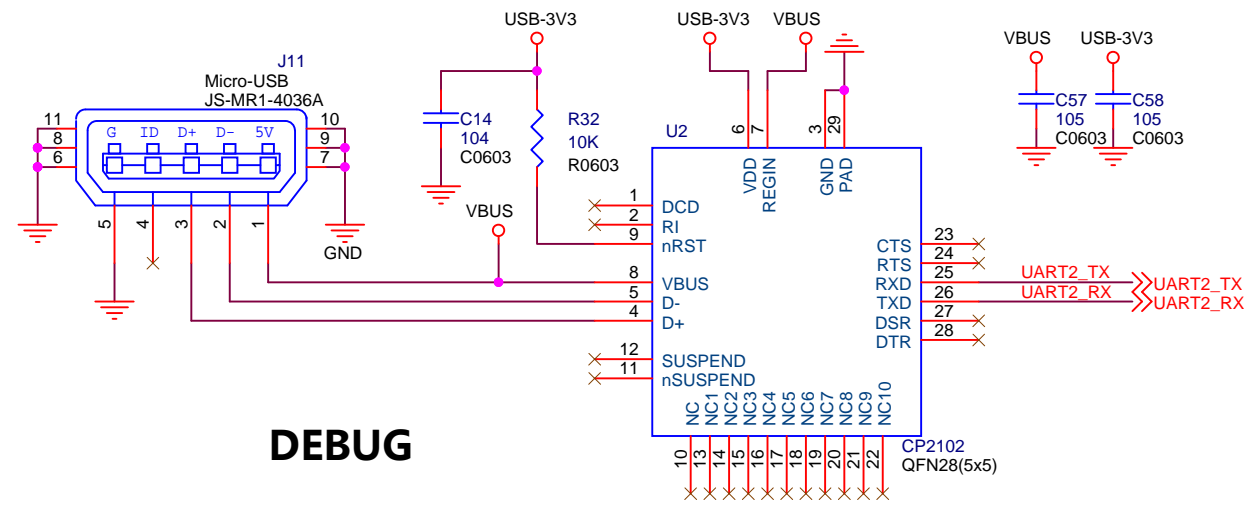 USB-3V3
USB-3V3
VBUS
VBUS
USB-3V3
J11
Micro-USB
JS-MR1-4036A
11
8
6
G ID D+ D- 5V
10
9
7
5
4
3
2
1
GND
C14
104
C0603
R32
10K
R0603
VBUS
C57
105
C0603
C58
105
C0603
U2
6
7
3
29
VDD
REGIN
GND
PAD
1 DCD
2 RI
9 nRST
8 VBUS
5 D-
4 D+
12 SUSPEND
11 nSUSPEND
CTS 23
RTS 24
RXD 25 UART2_TX UART2_TX
TXD 26 UART2_RX UART2_RX
DSR 27
DTR 28
NC
NC1
NC2
NC3
NC4
NC5
NC6
NC7
NC8
NC9
NC10
10
13
14
15
16
17
18
19
20
21
22
CP2102
QFN28(5x5)
DEBUG